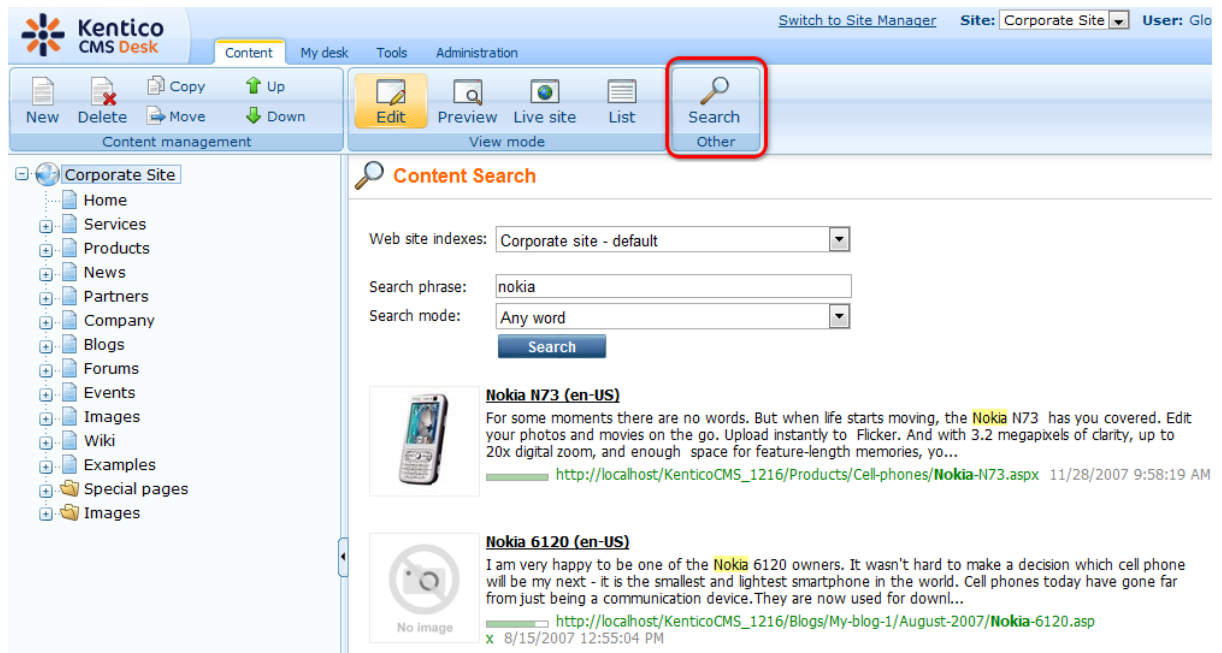 Kentico
CMS Desk
Switch to Site Manager Site: Corporate Site User: Glo
Content My desk Tools Administration
New Delete Copy Move Up Down
Content management
Edit Preview Live site List
View mode
Search
Other
Corporate Site
Home
Services
Products
News
Partners
Company
Blogs
Forums
Events
Images
Wiki
Examples
Special pages
Images
Content Search
Web site indexes: Corporate site - default
Search phrase: nokia
Search mode: Any word
Search
Nokia N73 (en-US)
For some moments there are no words. But when life starts moving, the Nokia N73 has you covered. Edit
your photos and movies on the go. Upload instantly to Flicker. And with 3.2 megapixels of clarity, up to
20x digital zoom, and enough space for feature-length memories, yo...
http://localhost/KenticoCMS_1216/Products/Cell-phones/Nokia-N73.aspx 11/28/2007 9:58:19 AM
No image
Nokia 6120 (en-US)
I am very happy to be one of the Nokia 6120 owners. It wasn't hard to make a decision which cell phone
will be my next - it is the smallest and lightest smartphone in the world. Cell phones today have gone far
from just being a communication device.They are now used for downl...
http://localhost/KenticoCMS_1216/Blogs/My-blog-1/August-2007/Nokia-6120.asp
x 8/15/2007 12:55:04 PM